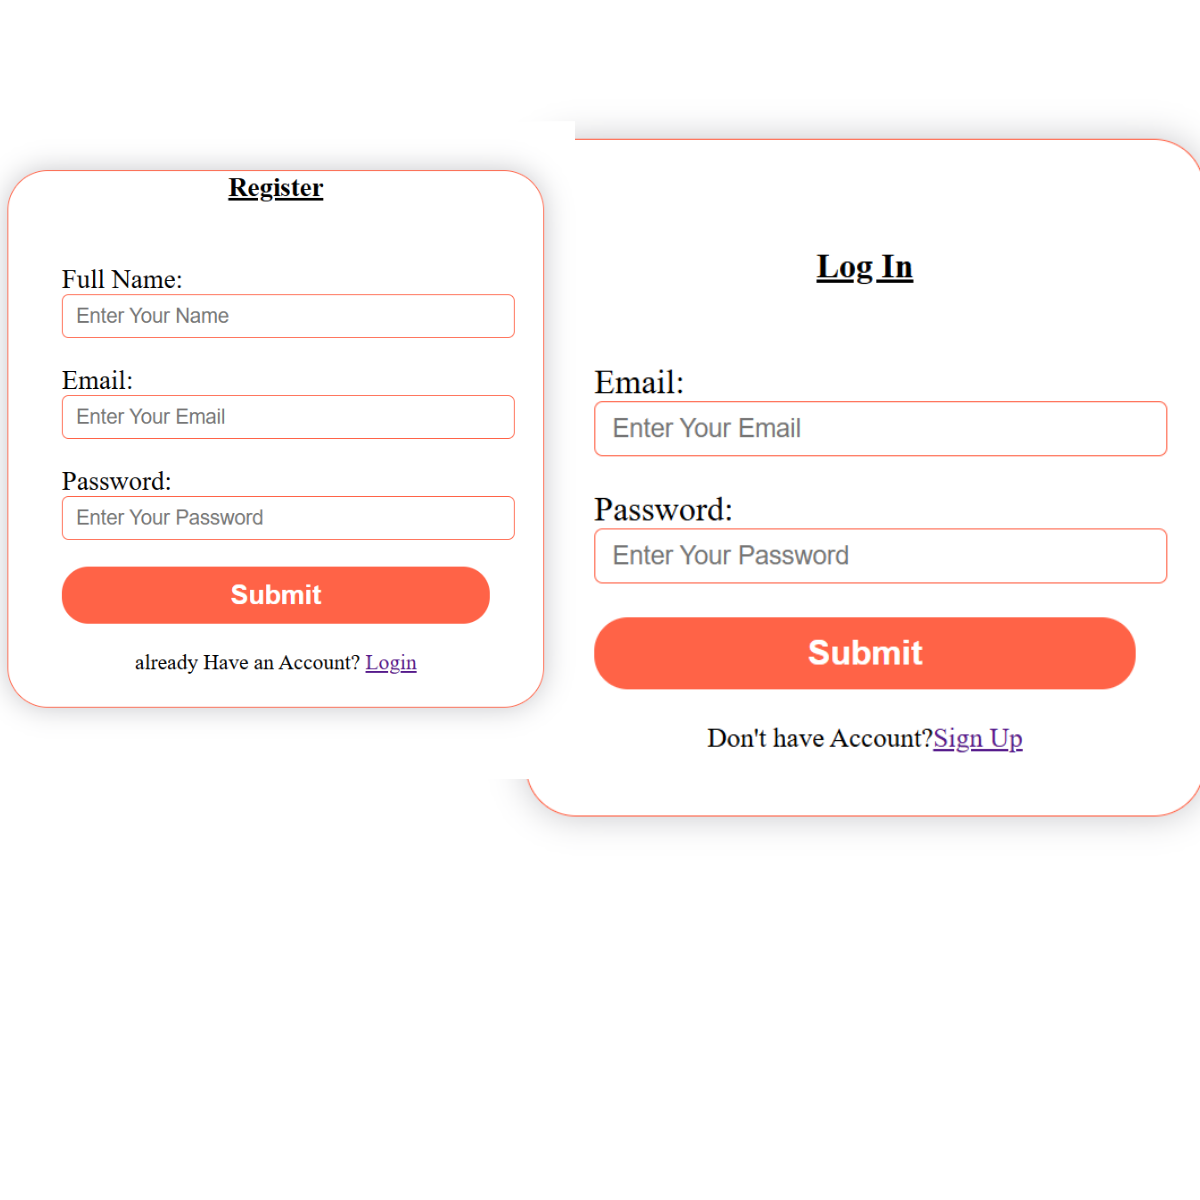 Register
Full Name:
Enter Your Name
Email:
Enter Your Email
Password:
Enter Your Password
Submit
already Have an Account? Login
Log In
Email:
Enter Your Email
Password:
Enter Your Password
Submit
Don't have Account?Sign Up